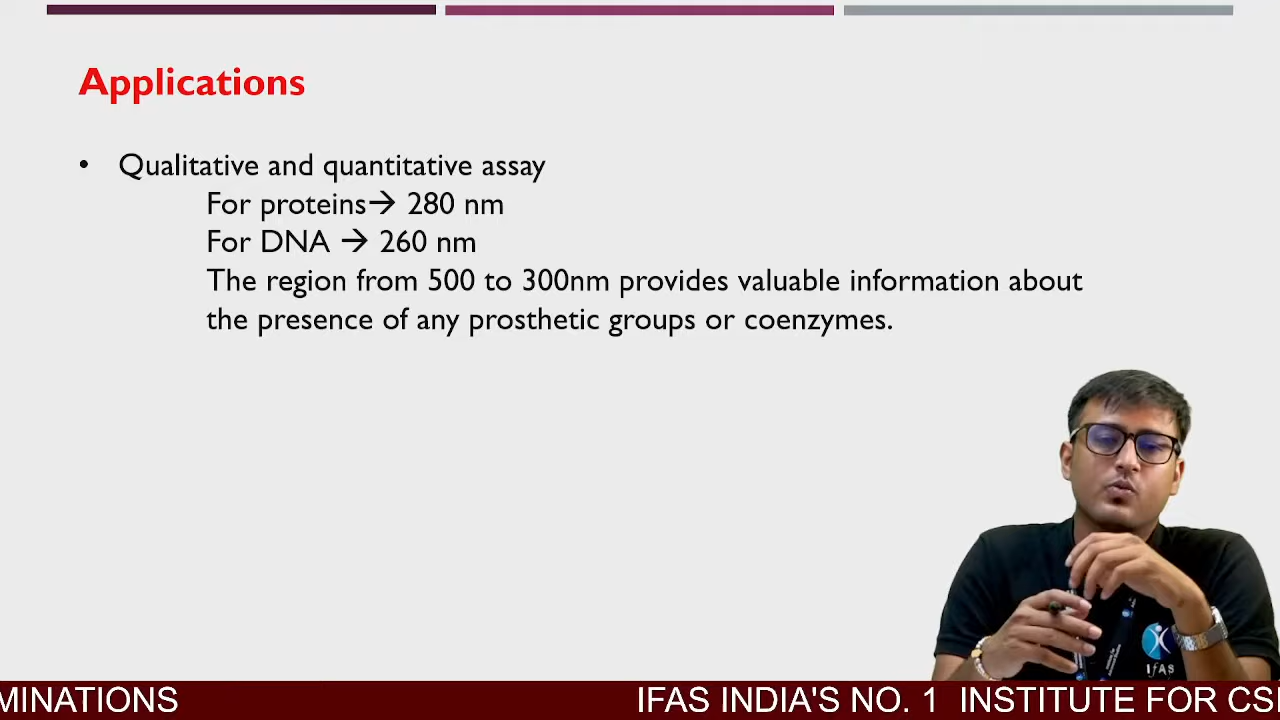 Applications
• Qualitative and quantitative assay
For proteins→ 280 nm
For DNA → 260 nm
The region from 500 to 300nm provides valuable information about
the presence of any prosthetic groups or coenzymes.
IFAS
MINATIONS IFAS INDIA'S NO. 1 INSTITUTE FOR CSI